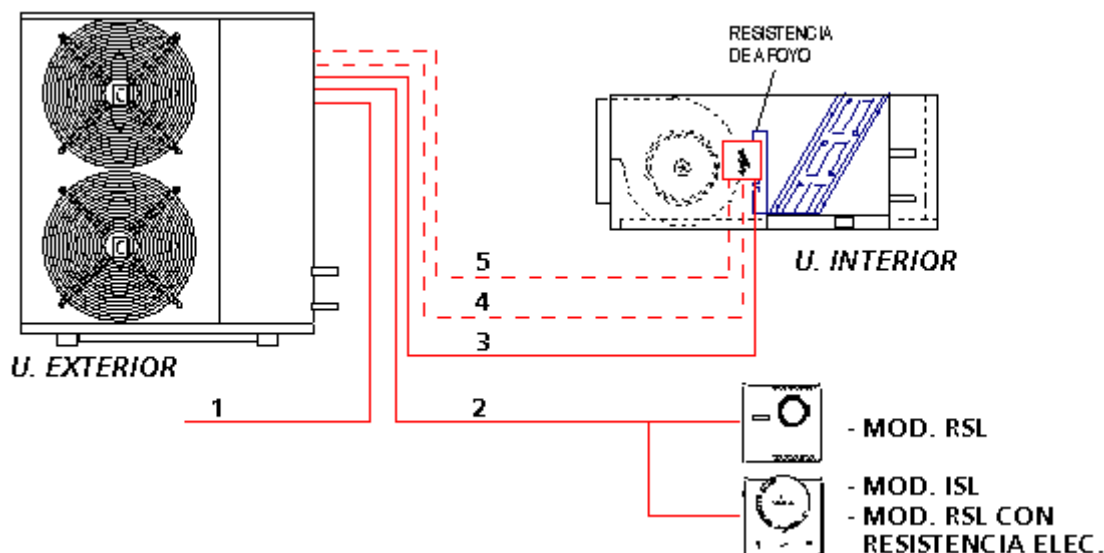 RESISTENCIA
DE APOYO
U. INTERIOR
5
4
3
U. EXTERIOR
1
2
- MOD. RSL
- MOD. ISL
- MOD. RSL CON
RESISTENCIA ELEC.